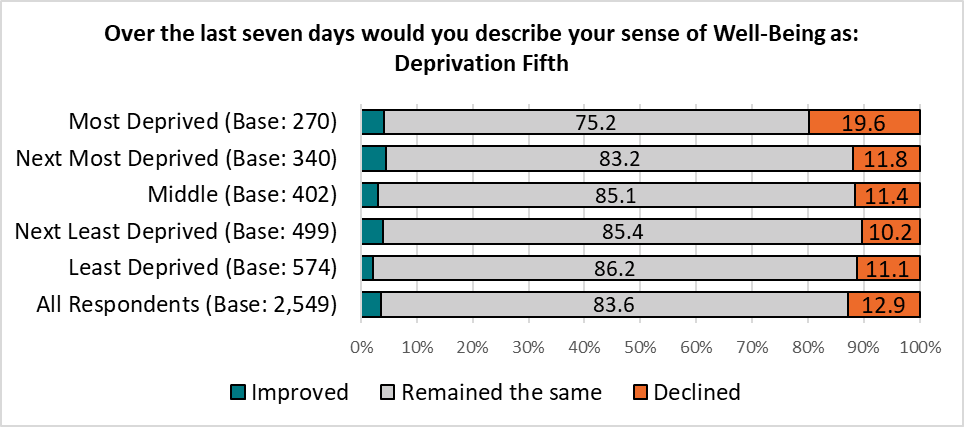 Over the last seven days would you describe your sense of Well-Being as:
Deprivation Fifth
Most Deprived (Base: 270) 75.2 19.6
Next Most Deprived (Base: 340) 83.2 11.8
Middle (Base: 402) 85.1 11.4
Next Least Deprived (Base: 499) 85.4 10.2
Least Deprived (Base: 574) 86.2 11.1
All Respondents (Base: 2,549) 83.6 12.9
0% 10% 20% 30% 40% 50% 60% 70% 80% 90% 100%
Improved Remained the same Declined